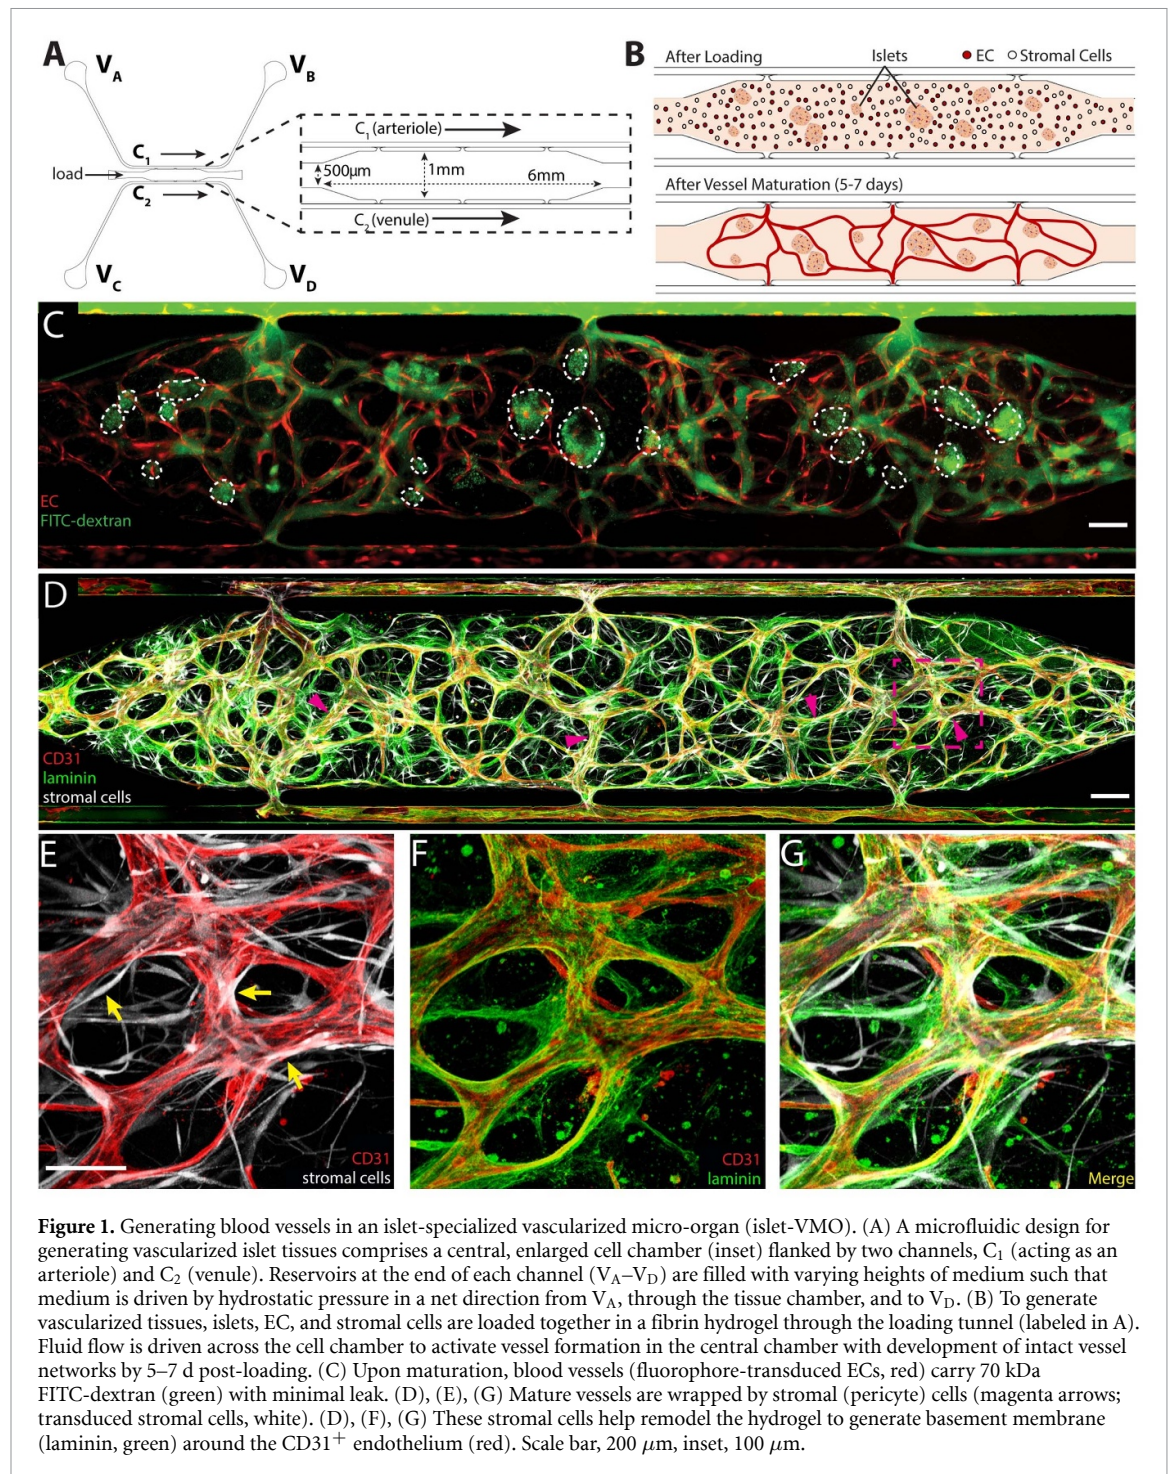 A
V_A
V_B
C_1
load
C_2
V_C
V_D
C_1 (arteriole)
500μm
1mm
6mm
C_2 (venule)
B
After Loading
Islets
EC
Stromal Cells
After Vessel Maturation (5-7 days)
C
EC
FITC-dextran
D
CD31
laminin
stromal cells
E
CD31
stromal cells
F
CD31
laminin
G
Merge
Figure 1. Generating blood vessels in an islet-specialized vascularized micro-organ (islet-VMO). (A) A microfluidic design for
generating vascularized islet tissues comprises a central, enlarged cell chamber (inset) flanked by two channels, C₁ (acting as an
arteriole) and C₂ (venule). Reservoirs at the end of each channel (V_A–V_D) are filled with varying heights of medium such that
medium is driven by hydrostatic pressure in a net direction from V_A, through the tissue chamber, and to V_D. (B) To generate
vascularized tissues, islets, EC, and stromal cells are loaded together in a fibrin hydrogel through the loading tunnel (labeled in A).
Fluid flow is driven across the cell chamber to activate vessel formation in the central chamber with development of intact vessel
networks by 5–7 d post-loading. (C) Upon maturation, blood vessels (fluorophore-transduced ECs, red) carry 70 kDa
FITC-dextran (green) with minimal leak. (D), (E), (G) Mature vessels are wrapped by stromal (pericyte) cells (magenta arrows;
transduced stromal cells, white). (D), (F), (G) These stromal cells help remodel the hydrogel to generate basement membrane
(laminin, green) around the CD31⁺ endothelium (red). Scale bar, 200 μm, inset, 100 μm.